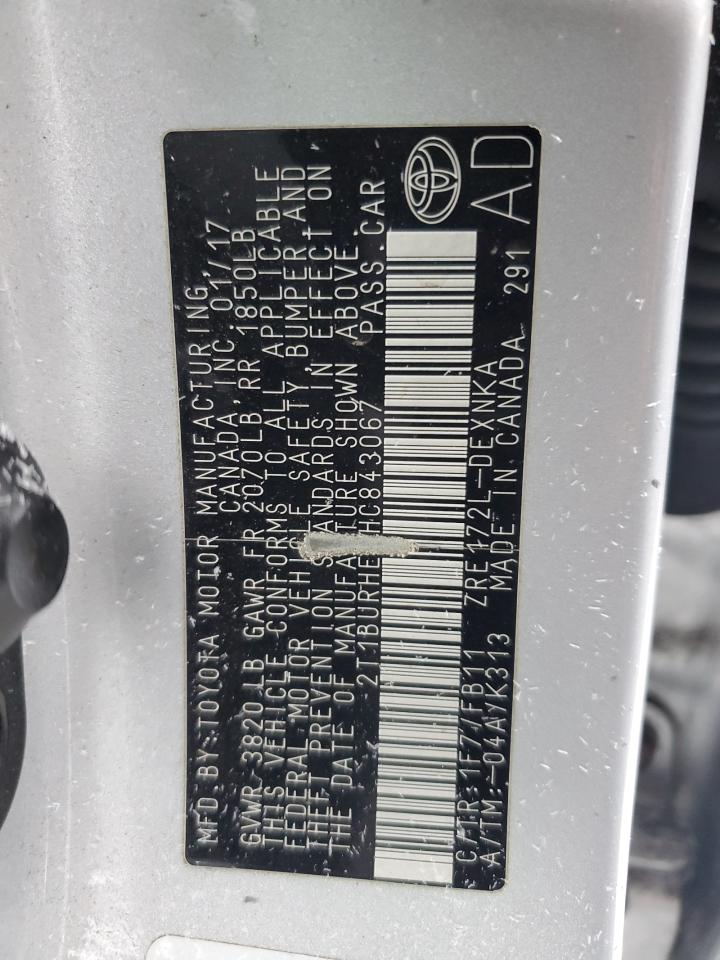 MFD BY: TOYOTA MOTOR MANUFACTURING
CANADA, INC. 01/17
GVWR 3820LB GAWR FR 2070LB, RR 1850LB
THIS VEHICLE CONFORMS TO ALL APPLICABLE
FEDERAL MOTOR VEHICLE SAFETY, BUMPER AND
THEFT PREVENTION STANDARDS IN EFFECT ON
THE DATE OF MANUFACTURE SHOWN ABOVE.
PASS. CAR
C/TR: 1F7/FB11 ZRE172L-DEXNKA
A/TM: -04A/K313 MADE IN CANADA 291
AD